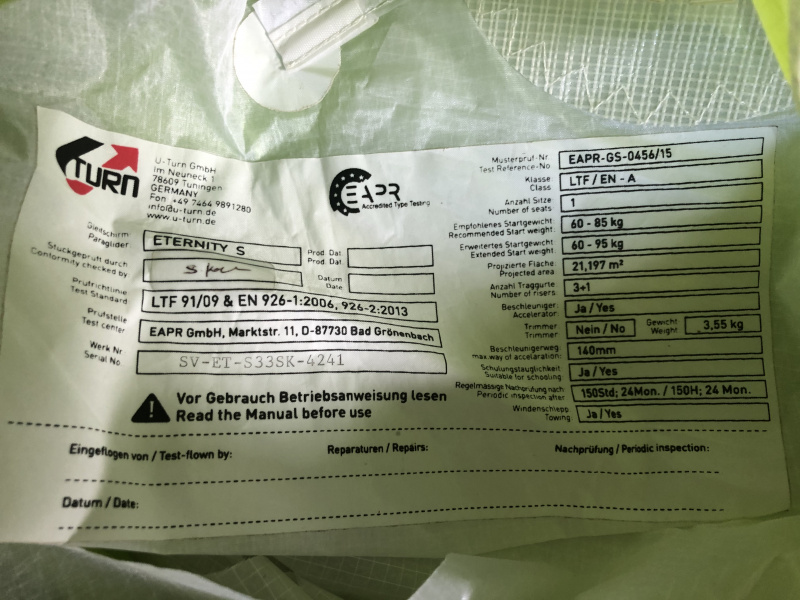 TURN
U-Turn GmbH
Im Neuneck 1
78609 Tuningen
GERMANY
Fon +49 7464 9891280
info@u-turn.de
www.u-turn.de
EAPR
Accredited Type Testing
Gleitschirm:
Paraglider:
ETERNITY S
Prod. Dat
Prod. Dat.
Stückgeprüft durch
Conformity checked by
Datum
Date
Prüfrichtlinie
Test Standard
LTF 91/09 & EN 926-1:2006, 926-2:2013
Prüfstelle
Test center
EAPR GmbH, Marktstr. 11, D-87730 Bad Grönenbach
Werk Nr
Serial No
SV-ET-S33SK-4241
Vor Gebrauch Betriebsanweisung lesen
Read the Manual before use
Musterprüf-Nr.
Test Reference-No
EAPR-GS-0456/15
Klasse
Class
LTF/EN - A
Anzahl Sitze
Number of seats
1
Empfohlenes Startgewicht
Recommended Start weight:
60 - 85 kg
Erweitertes Startgewicht
Extended Start weight:
60 - 95 kg
Projizierte Fläche:
Projected area:
21,197 m²
Anzahl Traggurte
Number of risers:
3+1
Beschleuniger:
Accelerator:
Ja / Yes
Trimmer
Trimmer
Nein / No
Gewicht
Weight
3,55 kg
Beschleunigerweg
max.way of accelaration:
140mm
Schulungstauglichkeit
Suitable for schooling
Ja / Yes
Regelmässige Nachprüfung nach:
Periodic inspection after
150Std; 24Mon. / 150H; 24 Mon.
Windenschlepp
Towing
Ja/Yes
Eingeflogen von / Test-flown by:
Reparaturen / Repairs:
Nachprüfung / Periodic inspection:
Datum / Date: